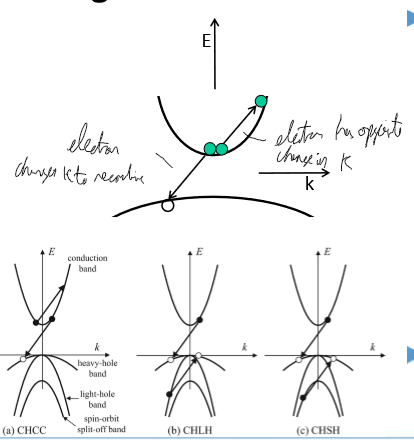 E
electron
changes k to recombine
electron has opposite
change in k
k
E
conduction
band
k
heavy-hole
band
light-hole
band
spin-orbit
split-off band
(a) CHCC
E
k
(b) CHLH
E
k
(c) CHSH